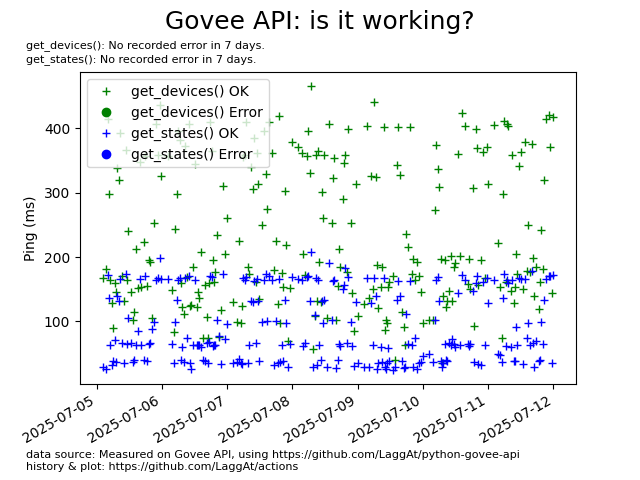 Govee API: is it working?
get_devices(): No recorded error in 7 days.
get_states(): No recorded error in 7 days.
get_devices() OK
get_devices() Error
get_states() OK
get_states() Error
Ping (ms)
400
300
200
100
2025-07-05
2025-07-06
2025-07-07
2025-07-08
2025-07-09
2025-07-10
2025-07-11
2025-07-12
data source: Measured on Govee API, using https://github.com/LaggAt/python-govee-api
history & plot: https://github.com/LaggAt/actions